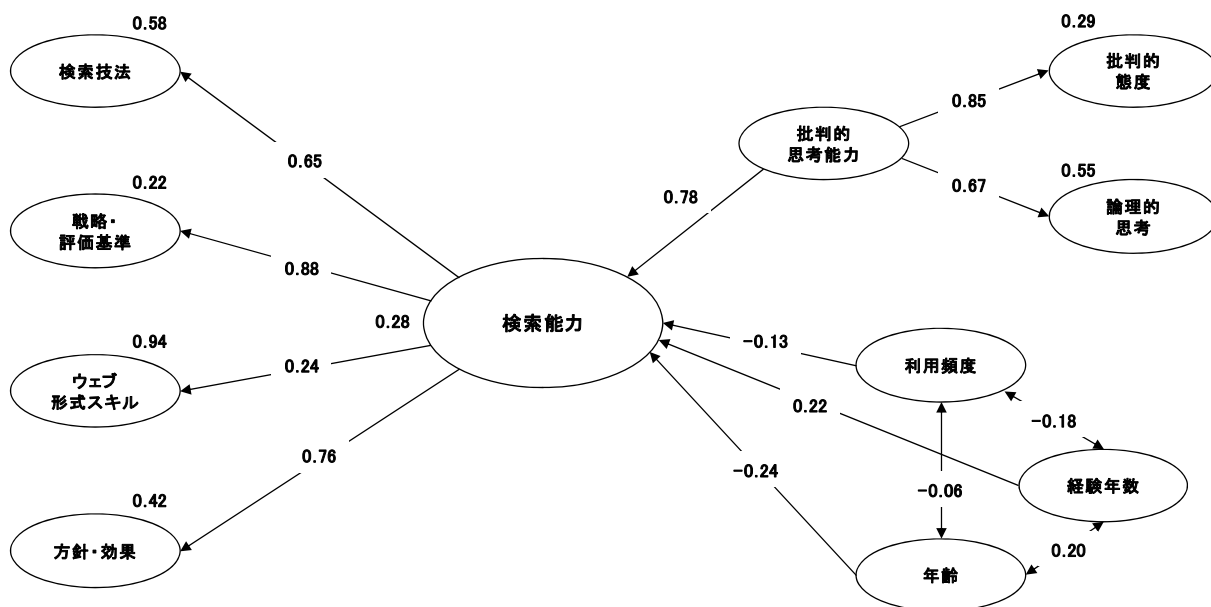 0.58
検索技法
0.65
0.22
戦略・
評価基準
0.88
0.28
検索能力
0.94
ウェブ
形式スキル
0.24
0.76
0.42
方針・効果
0.29
批判的
態度
0.85
批判的
思考能力
0.67
0.55
論理的
思考
0.78
-0.13
利用頻度
0.22
-0.18
-0.24
-0.06
経験年数
0.20
年齢